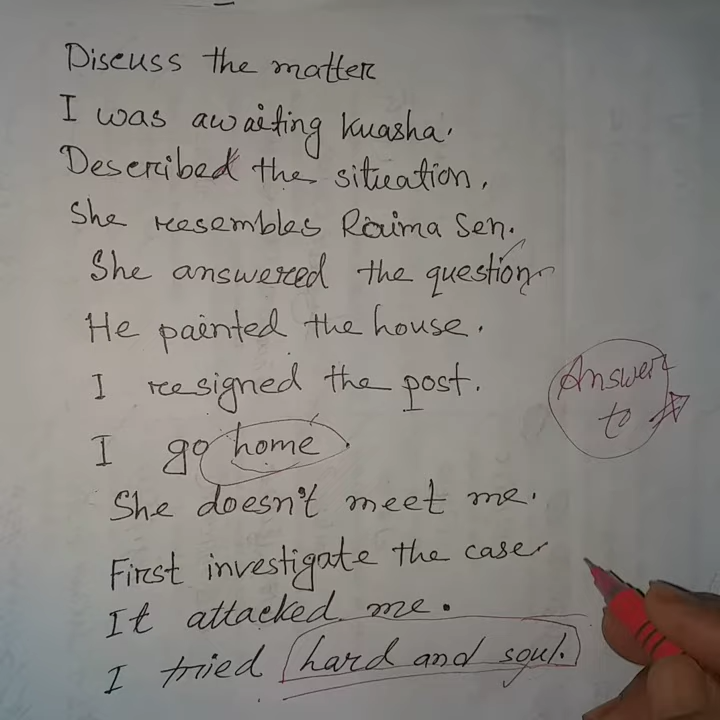 Discuss the matter
I was awaiting Kuasha.
Described the situation.
She resembles Raima Sen.
She answered the question
He painted the house.
I resigned the post.
Answer
to
I go home.
She doesn't meet me.
First investigate the case
It attacked me.
I tried hard and soul.